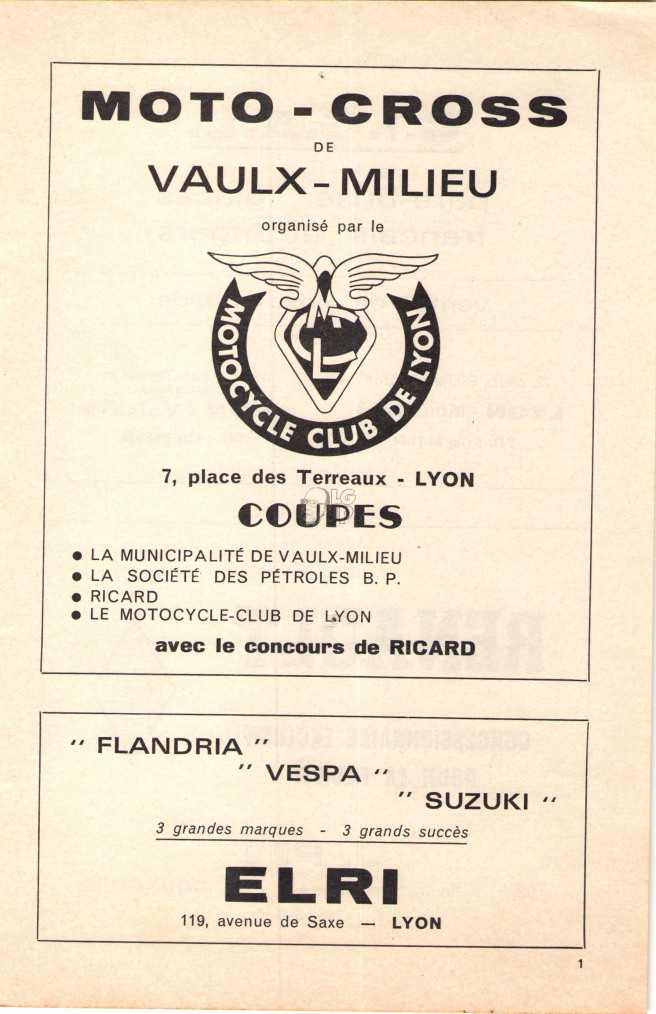 MOTO - CROSS
DE
VAULX - MILIEU
organisé par le
MCL
MOTOCYCLE CLUB DE LYON
7, place des Terreaux - LYON
COUPES
● LA MUNICIPALITÉ DE VAULX-MILIEU
● LA SOCIÉTÉ DES PÉTROLES B. P.
● RICARD
● LE MOTOCYCLE-CLUB DE LYON
avec le concours de RICARD
'' FLANDRIA ''
'' VESPA ''
'' SUZUKI ''
3 grandes marques - 3 grands succès
ELRI
119, avenue de Saxe — LYON
1